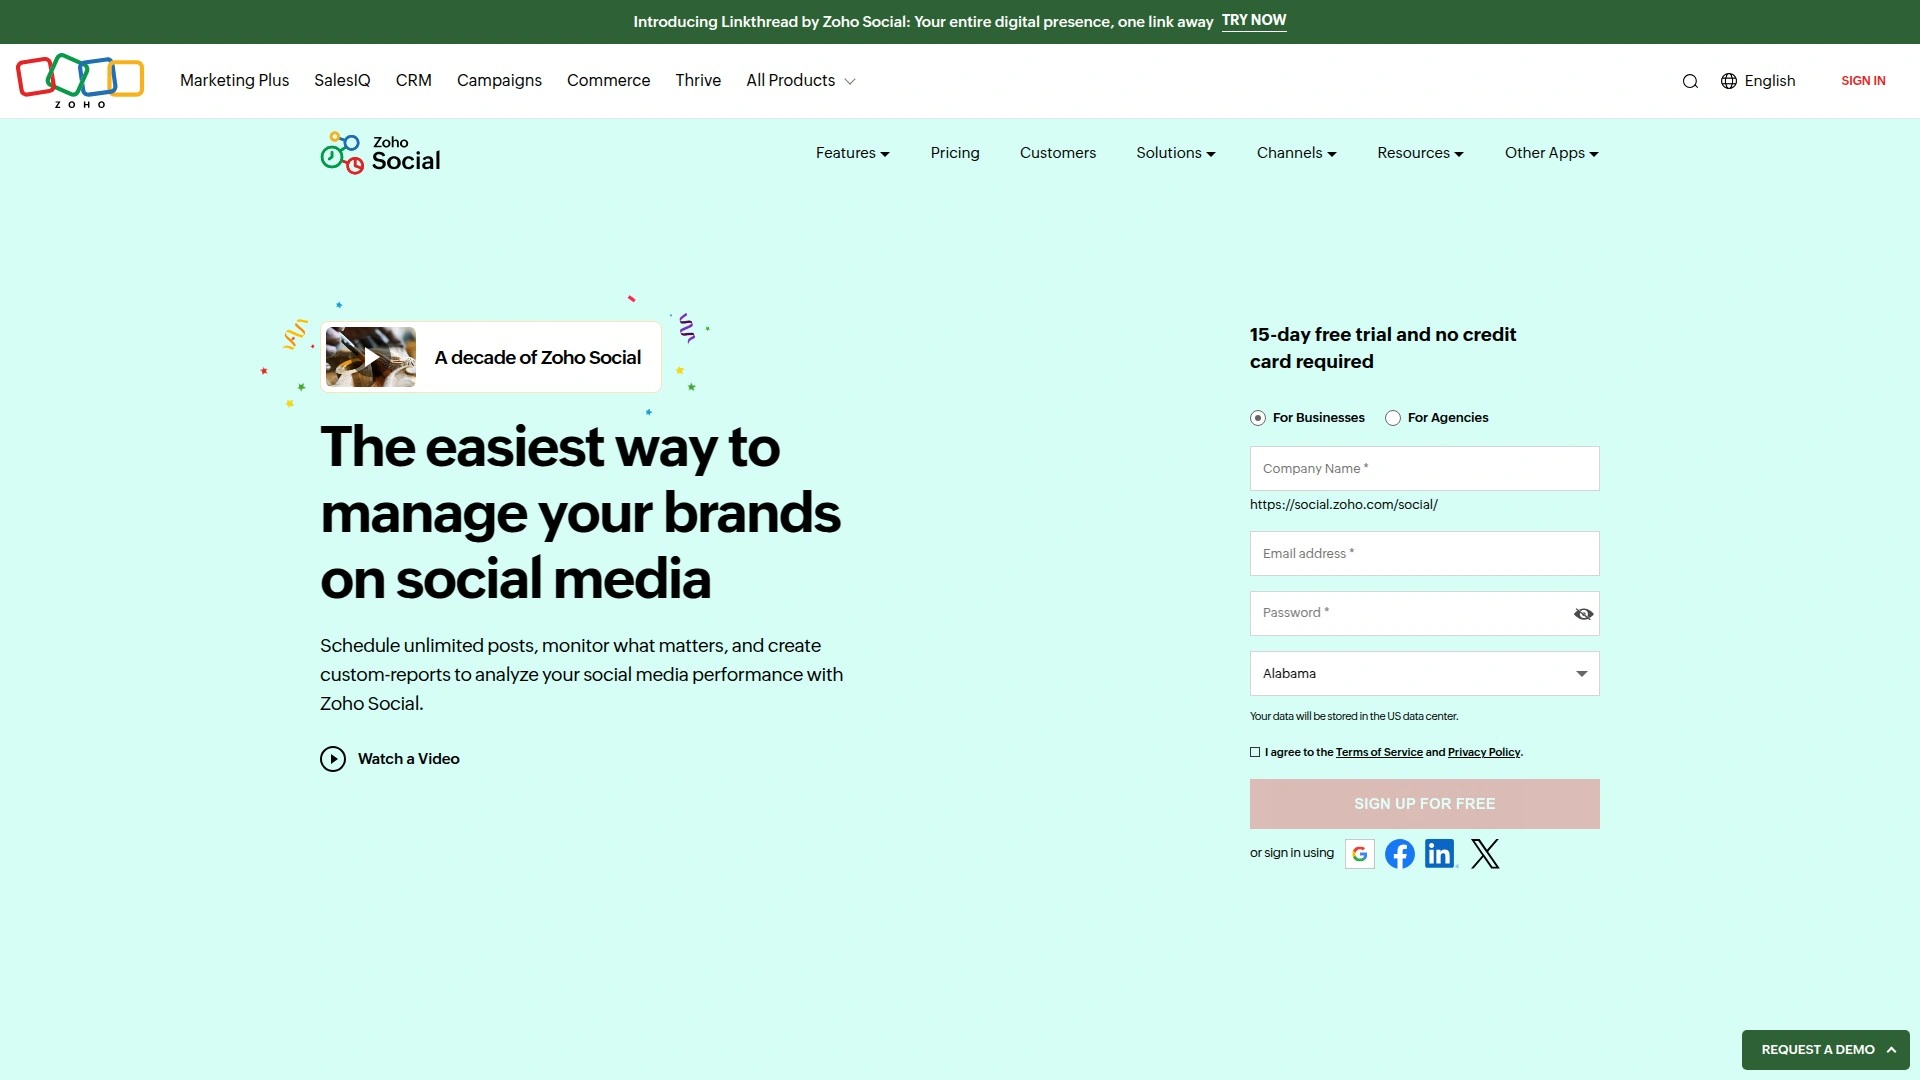 Introducing Linkthread by Zoho Social: Your entire digital presence, one link away TRY NOW
ZOHO
Marketing Plus SalesIQ CRM Campaigns Commerce Thrive All Products
English SIGN IN
Zoho Social
Features Pricing Customers Solutions Channels Resources Other Apps
A decade of Zoho Social
The easiest way to
manage your brands
on social media
Schedule unlimited posts, monitor what matters, and create
custom-reports to analyze your social media performance with
Zoho Social.
Watch a Video
15-day free trial and no credit
card required
For Businesses For Agencies
Company Name *
https://social.zoho.com/social/
Email address *
Password *
Alabama
Your data will be stored in the US data center.
I agree to the Terms of Service and Privacy Policy.
SIGN UP FOR FREE
or sign in using
REQUEST A DEMO